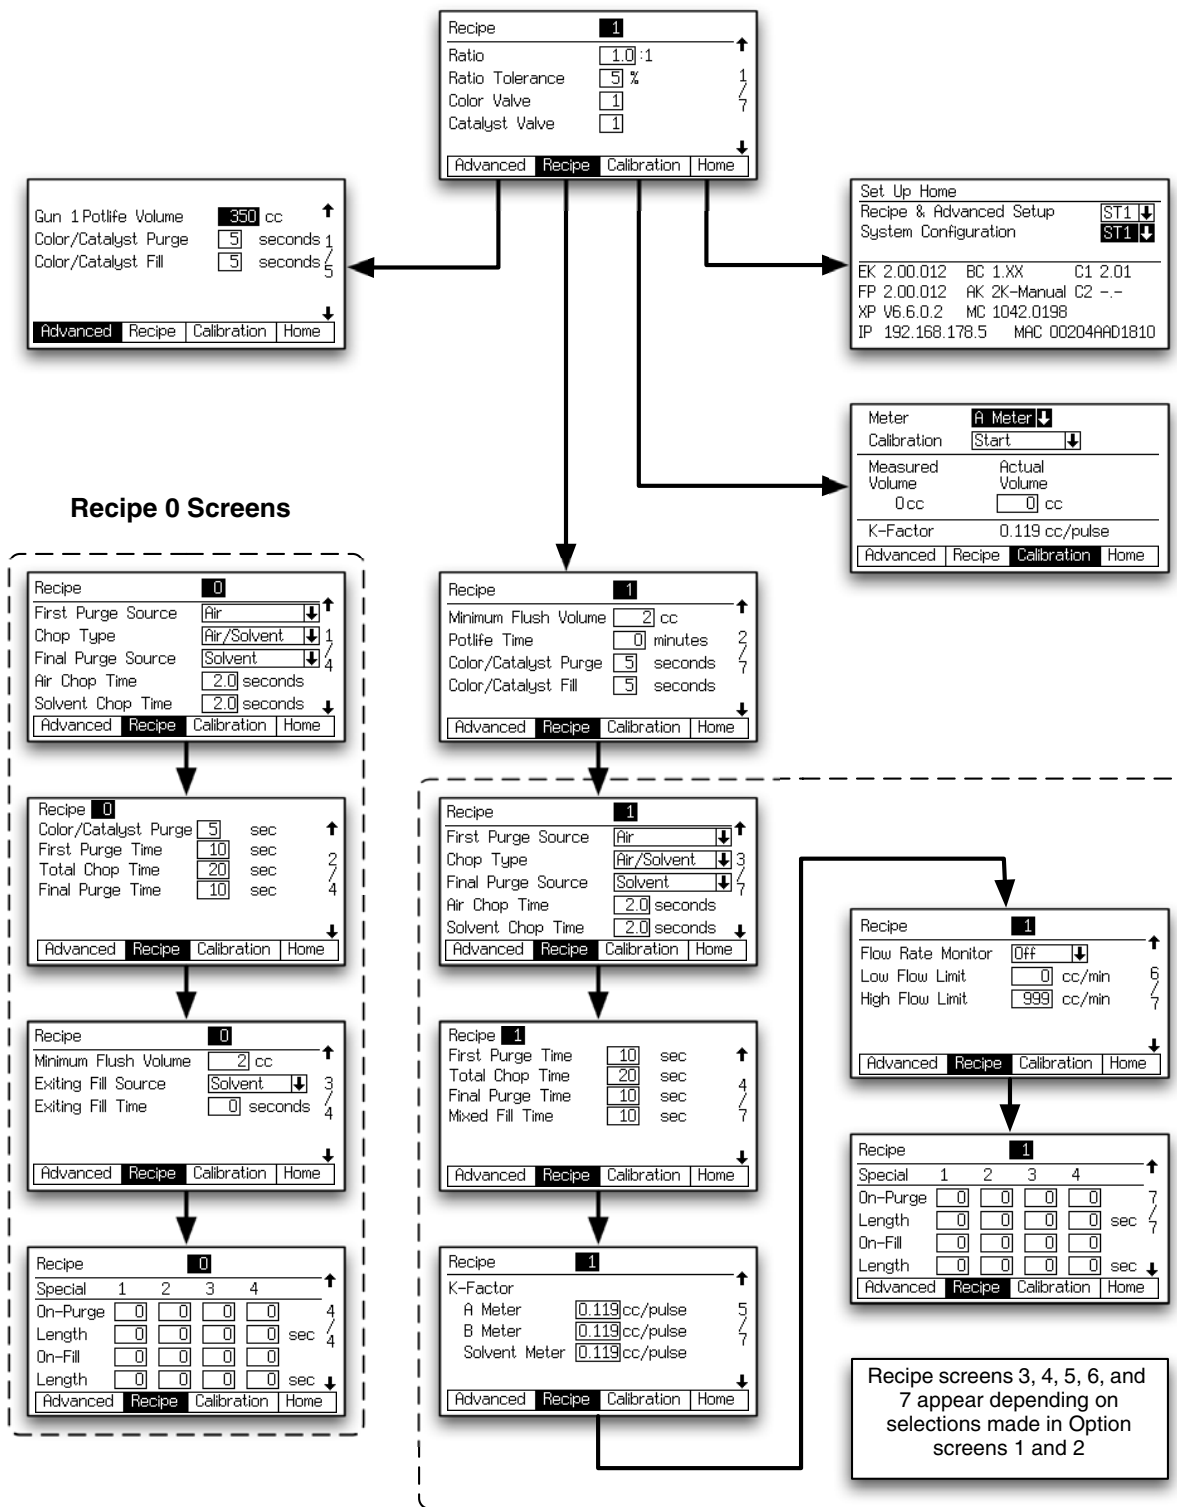 Recipe 1
Ratio 1.0 :1
Ratio Tolerance 5 %
Color Valve 1
Catalyst Valve 1
1/7
Advanced Recipe Calibration Home
Gun 1 Potlife Volume 350 cc
Color/Catalyst Purge 5 seconds
Color/Catalyst Fill 5 seconds
1/5
Advanced Recipe Calibration Home
Set Up Home
Recipe & Advanced Setup ST1
System Configuration ST1
EK 2.00.012 BC 1.XX C1 2.01
FP 2.00.012 AK 2K-Manual C2 -.-
XP V6.6.0.2 MC 1042.0198
IP 192.168.178.5 MAC 00204AAD1810
Meter A Meter
Calibration Start
Measured Volume Actual Volume
0 cc 0 cc
K-Factor 0.119 cc/pulse
Advanced Recipe Calibration Home
Recipe 0 Screens
Recipe 0
First Purge Source Air
Chop Type Air/Solvent
Final Purge Source Solvent
Air Chop Time 2.0 seconds
Solvent Chop Time 2.0 seconds
1/4
Advanced Recipe Calibration Home
Recipe 0
Color/Catalyst Purge 5 sec
First Purge Time 10 sec
Total Chop Time 20 sec
Final Purge Time 10 sec
2/4
Advanced Recipe Calibration Home
Recipe 0
Minimum Flush Volume 2 cc
Exiting Fill Source Solvent
Exiting Fill Time 0 seconds
3/4
Advanced Recipe Calibration Home
Recipe 0
Special 1 2 3 4
On-Purge 0 0 0 0
Length 0 0 0 0 sec
On-Fill 0 0 0 0
Length 0 0 0 0 sec
4/4
Advanced Recipe Calibration Home
Recipe 1
Minimum Flush Volume 2 cc
Potlife Time 0 minutes
Color/Catalyst Purge 5 seconds
Color/Catalyst Fill 5 seconds
2/7
Advanced Recipe Calibration Home
Recipe 1
First Purge Source Air
Chop Type Air/Solvent
Final Purge Source Solvent
Air Chop Time 2.0 seconds
Solvent Chop Time 2.0 seconds
3/7
Advanced Recipe Calibration Home
Recipe 1
First Purge Time 10 sec
Total Chop Time 20 sec
Final Purge Time 10 sec
Mixed Fill Time 10 sec
4/7
Advanced Recipe Calibration Home
Recipe 1
K-Factor
A Meter 0.119 cc/pulse
B Meter 0.119 cc/pulse
Solvent Meter 0.119 cc/pulse
5/7
Advanced Recipe Calibration Home
Recipe 1
Flow Rate Monitor Off
Low Flow Limit 0 cc/min
High Flow Limit 999 cc/min
6/7
Advanced Recipe Calibration Home
Recipe 1
Special 1 2 3 4
On-Purge 0 0 0 0
Length 0 0 0 0 sec
On-Fill 0 0 0 0
Length 0 0 0 0 sec
7/7
Advanced Recipe Calibration Home
Recipe screens 3, 4, 5, 6, and
7 appear depending on
selections made in Option
screens 1 and 2